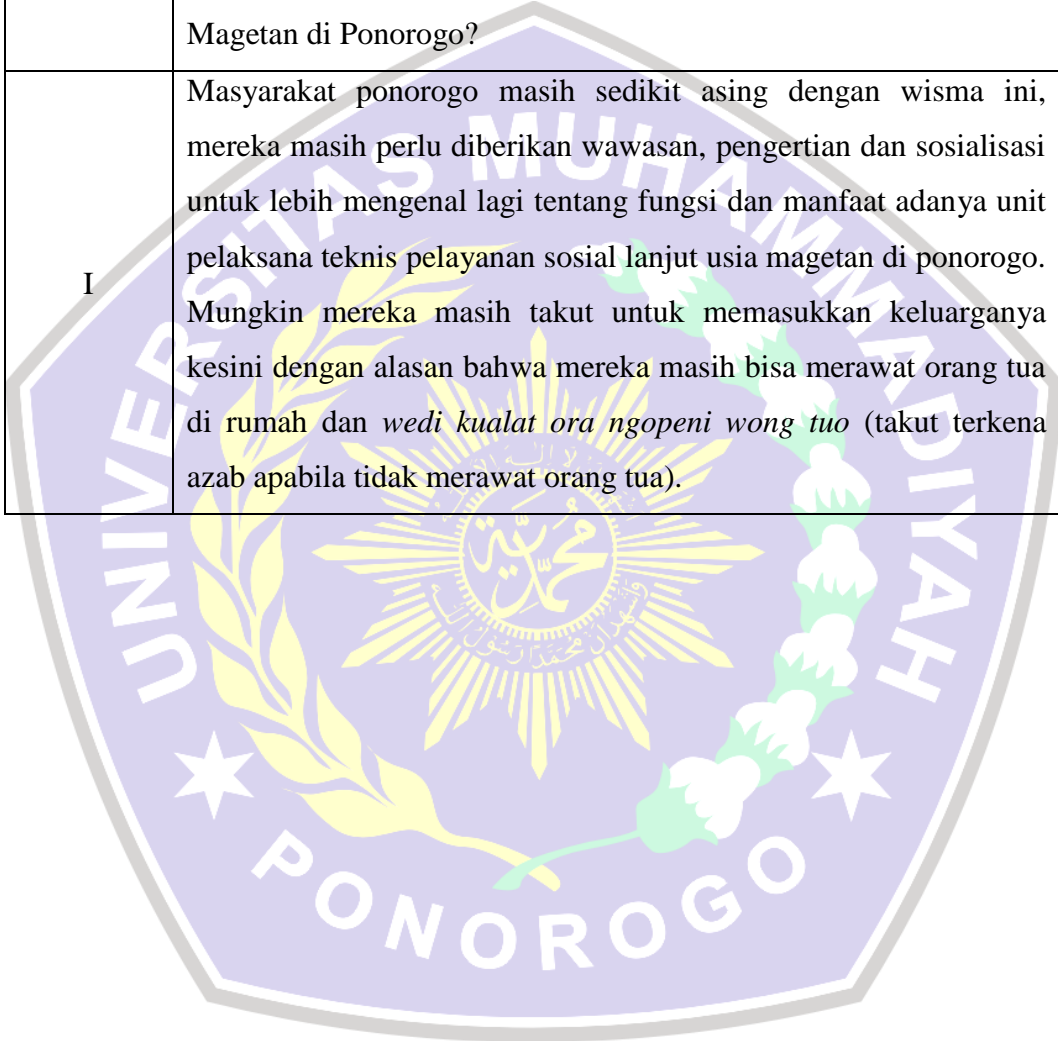 Magetan di Ponorogo?
Masyarakat ponorogo masih sedikit asing dengan wisma ini,
mereka masih perlu diberikan wawasan, pengertian dan sosialisasi
untuk lebih mengenal lagi tentang fungsi dan manfaat adanya unit
pelaksana teknis pelayanan sosial lanjut usia magetan di ponorogo.
I
Mungkin mereka masih takut untuk memasukkan keluarganya
kesini dengan alasan bahwa mereka masih bisa merawat orang tua
di rumah dan wedi kualat ora ngopeni wong tuo (takut terkena
azab apabila tidak merawat orang tua).
UNIVERSITAS MUHAMMADIYAH
PONOROGO